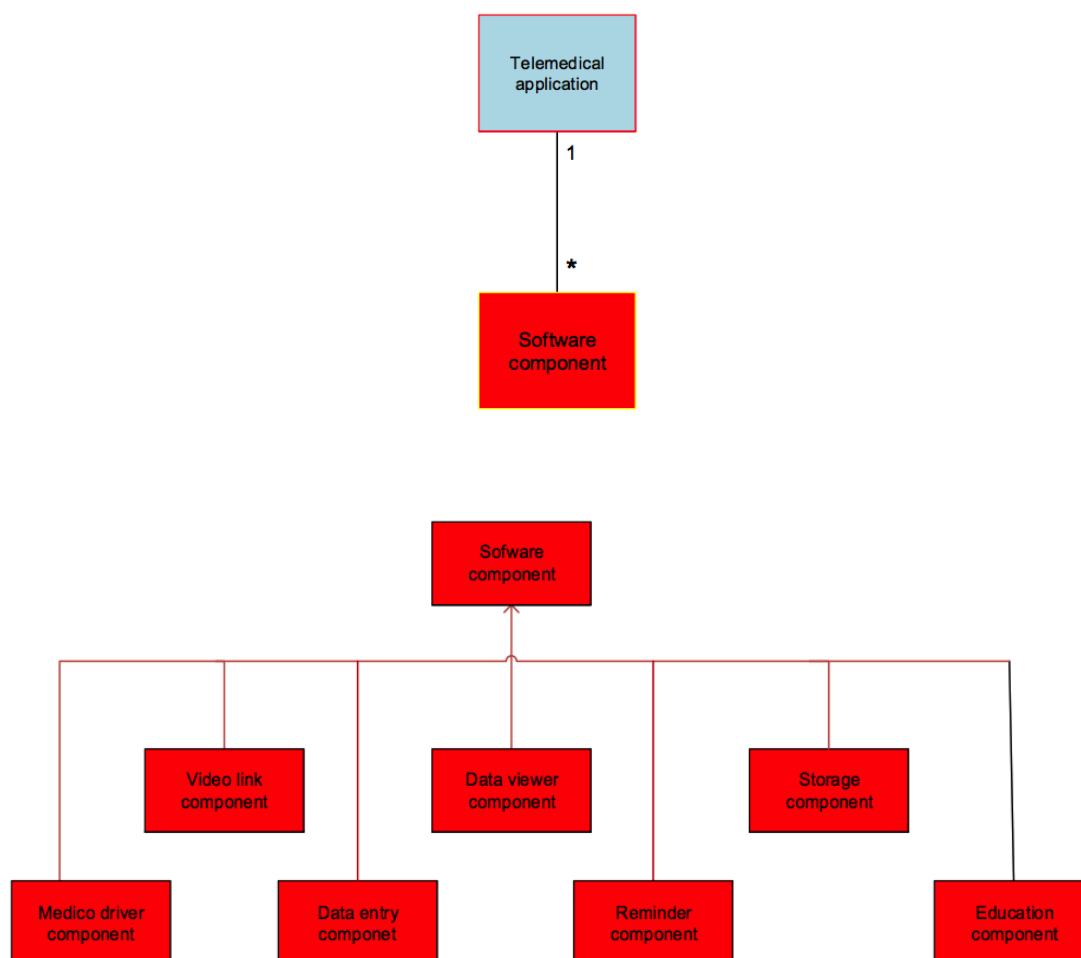 Telemedical
application
1
*
Software
component
Sofware
component
Video link
component
Data viewer
component
Storage
component
Medico driver
component
Data entry
componet
Reminder
component
Education
component